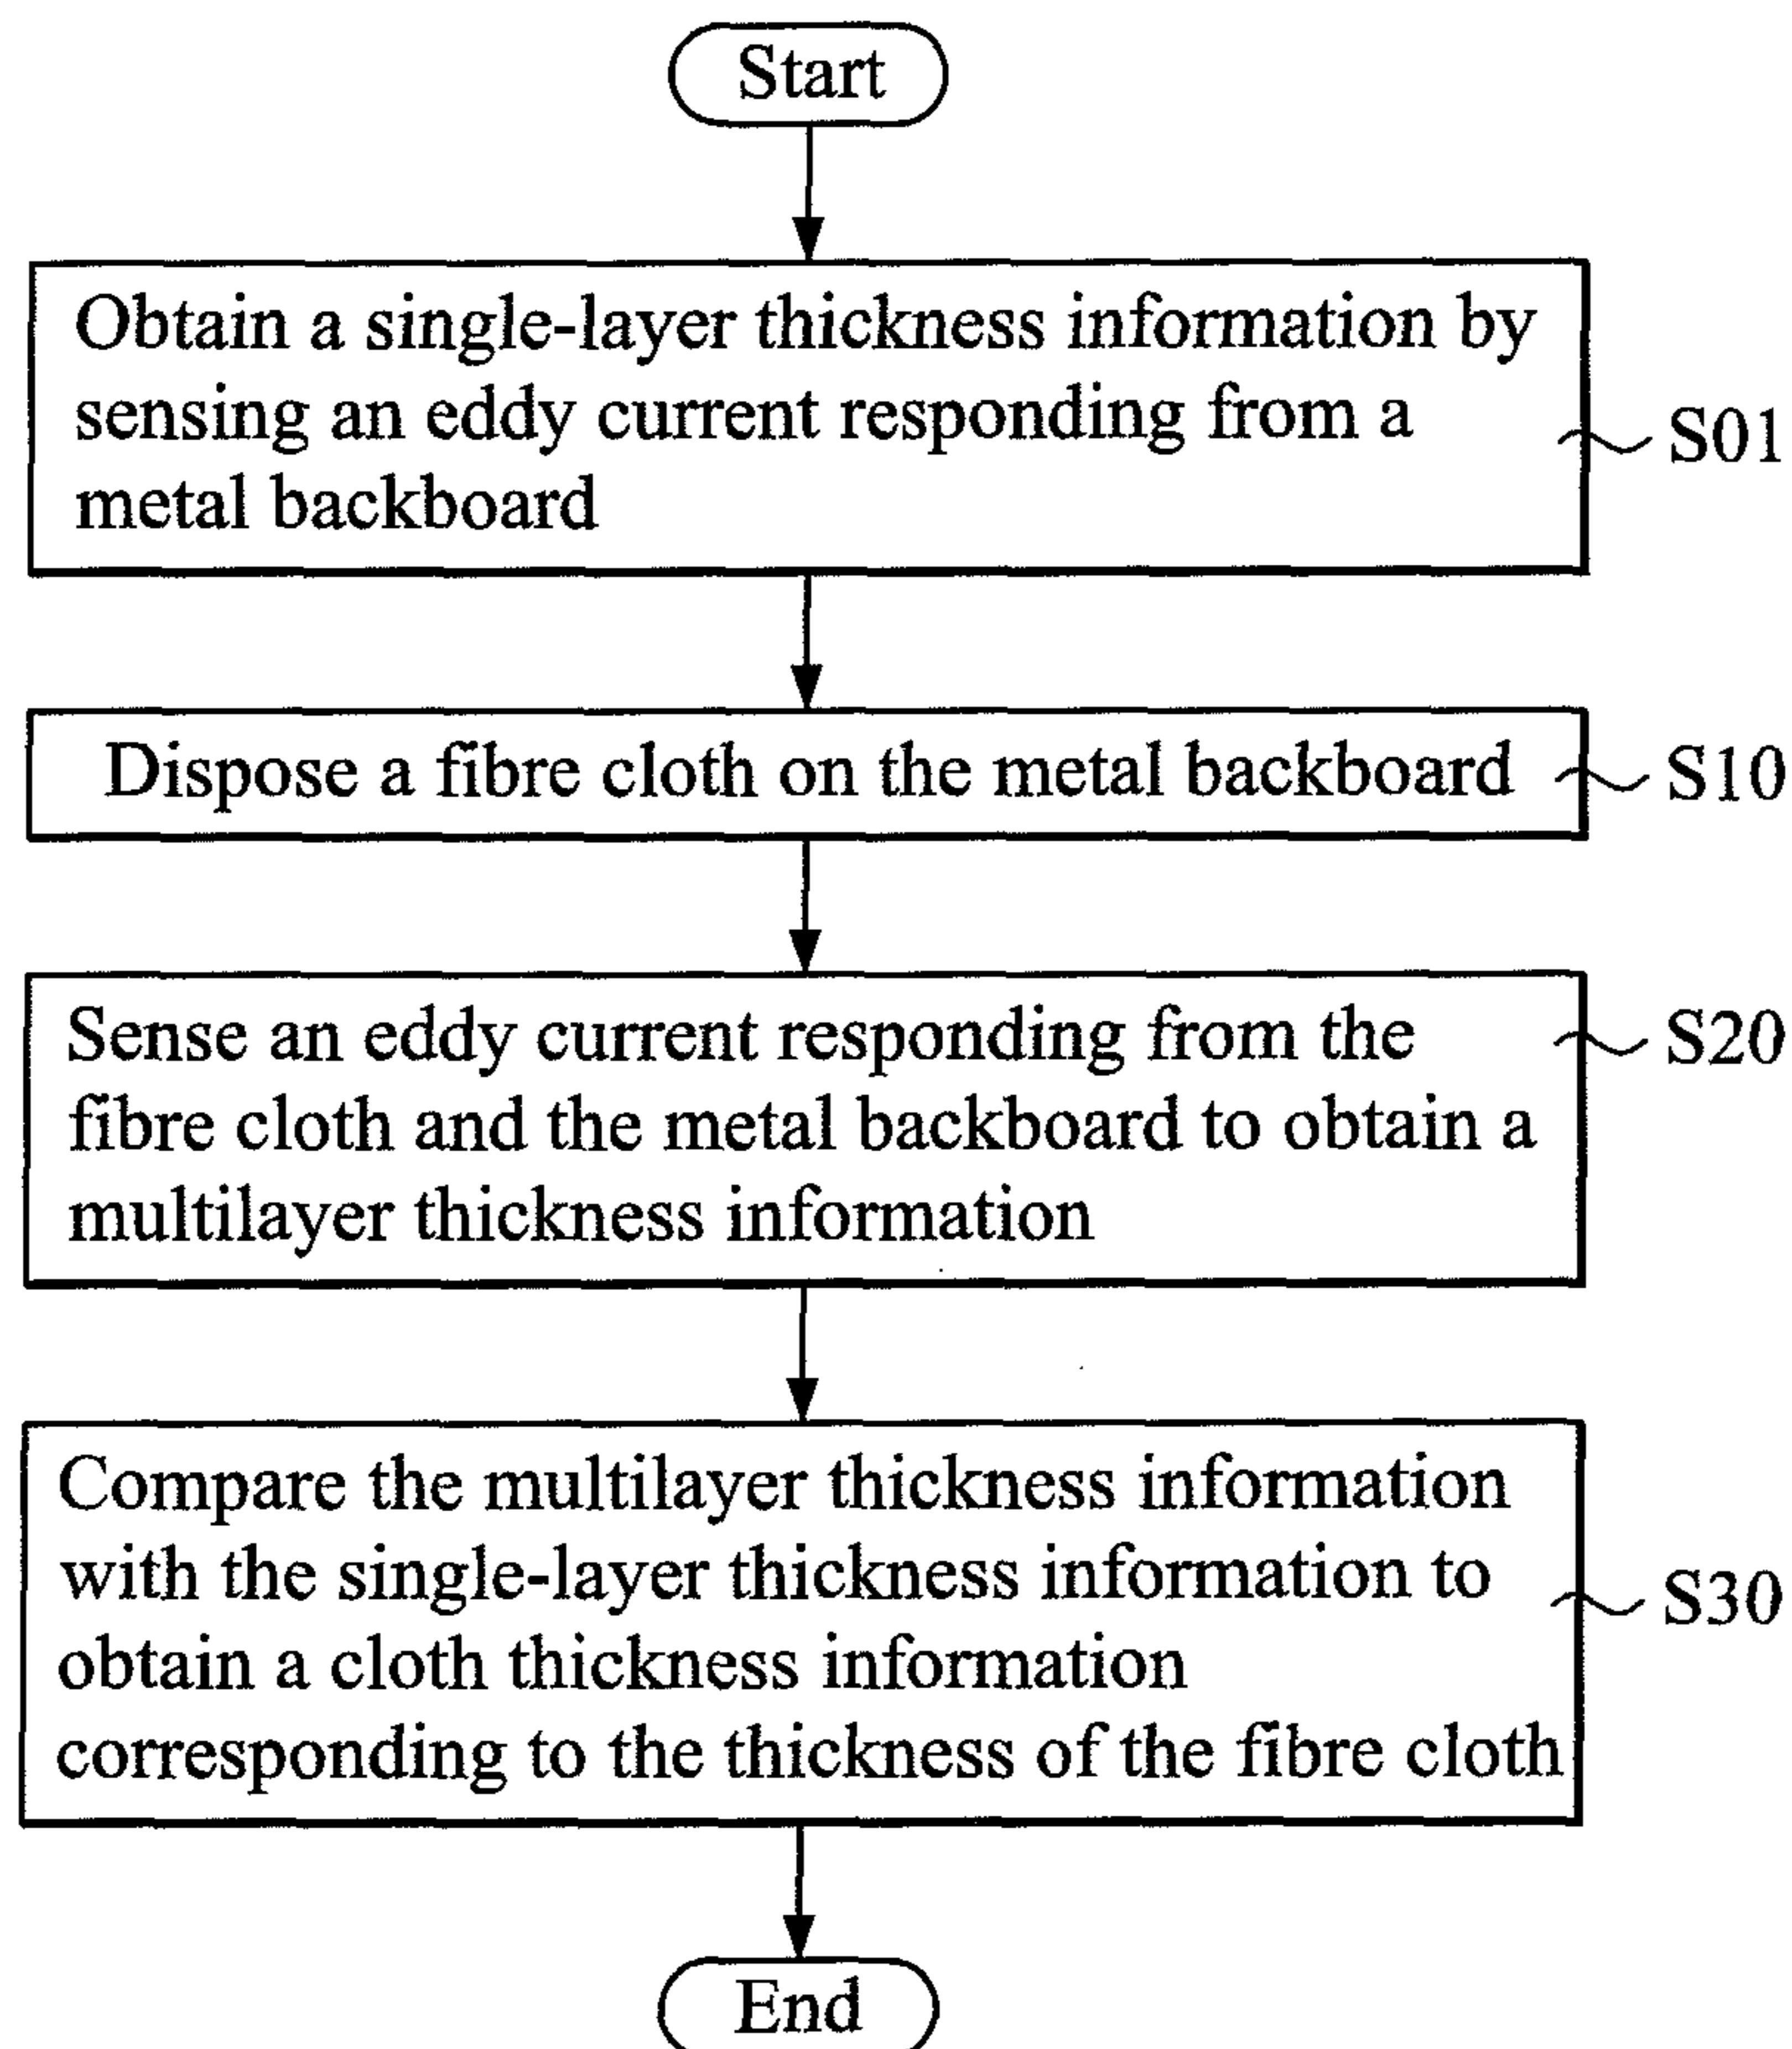 Start
Obtain a single-layer thickness information by
sensing an eddy current responding from a
metal backboard
S01
Dispose a fibre cloth on the metal backboard
S10
Sense an eddy current responding from the
fibre cloth and the metal backboard to obtain a
multilayer thickness information
S20
Compare the multilayer thickness information
with the single-layer thickness information to
obtain a cloth thickness information
corresponding to the thickness of the fibre cloth
S30
End